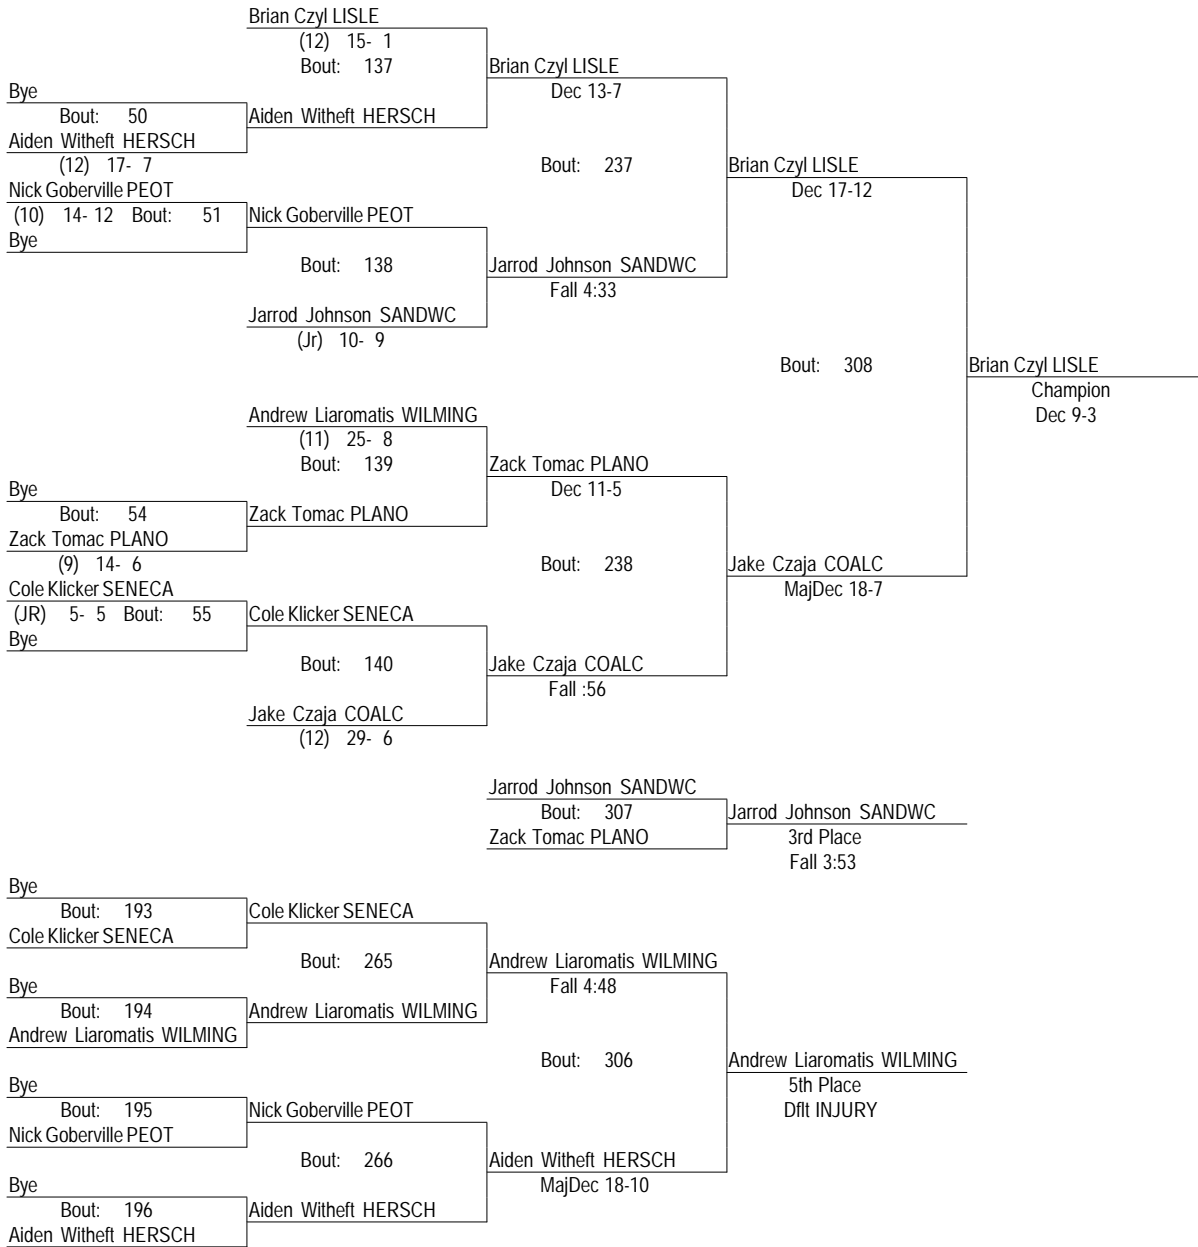 Brian Czyl LISLE
(12) 15- 1
Bout: 137
Brian Czyl LISLE
Dec 13-7
Bye
Bout: 50
Aiden Witheft HERSCH
Aiden Witheft HERSCH
(12) 17- 7
Bout: 237
Brian Czyl LISLE
Dec 17-12
Nick Goberville PEOT
(10) 14- 12 Bout: 51
Nick Goberville PEOT
Bye
Bout: 138
Jarrod Johnson SANDWC
Fall 4:33
Jarrod Johnson SANDWC
(Jr) 10- 9
Bout: 308
Brian Czyl LISLE
Champion
Dec 9-3
Andrew Liaromatis WILMING
(11) 25- 8
Bout: 139
Zack Tomac PLANO
Dec 11-5
Bye
Bout: 54
Zack Tomac PLANO
Zack Tomac PLANO
(9) 14- 6
Bout: 238
Jake Czaja COALC
MajDec 18-7
Cole Klicker SENECA
(JR) 5- 5 Bout: 55
Cole Klicker SENECA
Bye
Bout: 140
Jake Czaja COALC
Fall :56
Jake Czaja COALC
(12) 29- 6
Jarrod Johnson SANDWC
Bout: 307
Jarrod Johnson SANDWC
Zack Tomac PLANO
3rd Place
Fall 3:53
Bye
Bout: 193
Cole Klicker SENECA
Cole Klicker SENECA
Bout: 265
Andrew Liaromatis WILMING
Fall 4:48
Bye
Bout: 194
Andrew Liaromatis WILMING
Andrew Liaromatis WILMING
Bout: 306
Andrew Liaromatis WILMING
5th Place
Dflt INJURY
Bye
Bout: 195
Nick Goberville PEOT
Nick Goberville PEOT
Bout: 266
Aiden Witheft HERSCH
MajDec 18-10
Bye
Bout: 196
Aiden Witheft HERSCH
Aiden Witheft HERSCH